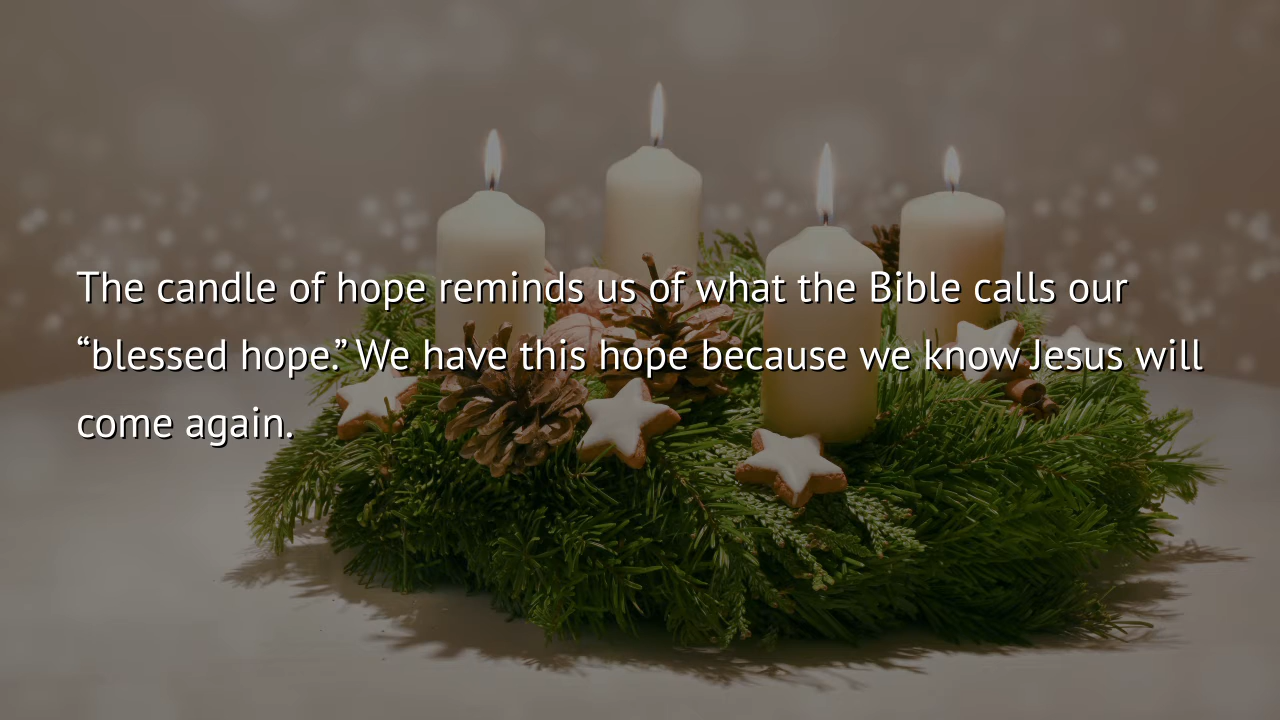 The candle of hope reminds us of what the Bible calls our
“blessed hope.” We have this hope because we know Jesus will
come again.